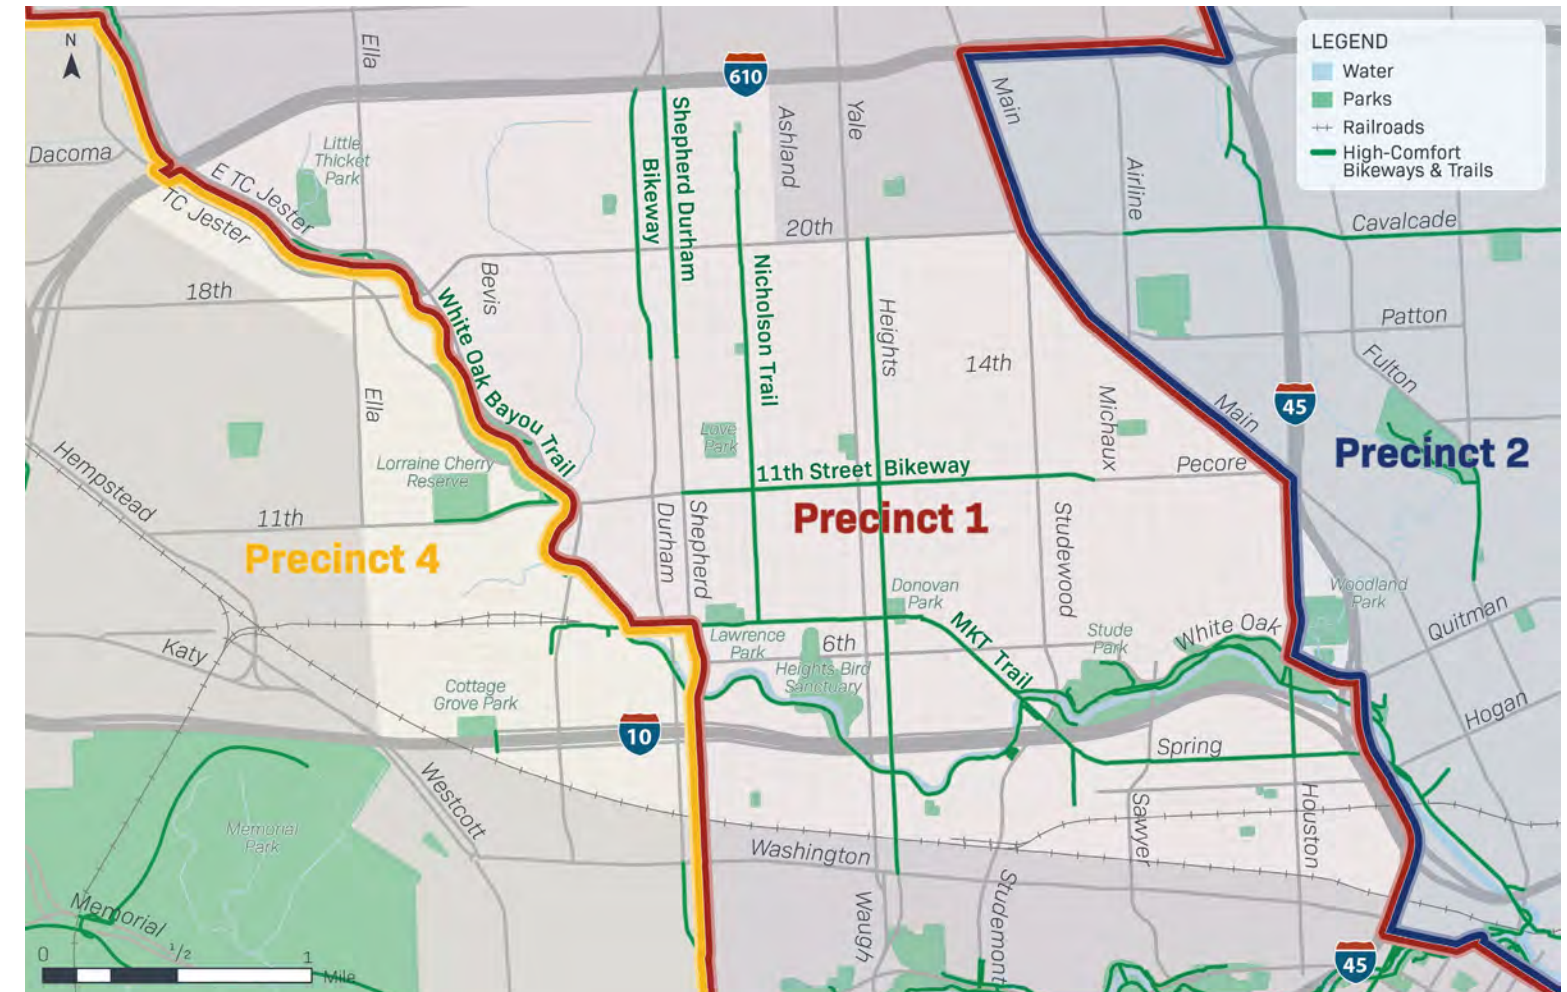 N
Ella
610
Main
LEGEND
Water
Parks
Railroads
High-Comfort
Bikeways & Trails
Dacoma
Little
Thicket
Park
E TC Jester
TC Jester
Bikeway
Shepherd Durham
Ashland
Yale
Airline
Cavalcade
20th
18th
Bevis
White Oak Bayou Trail
Nicholson Trail
Heights
14th
Patton
Fulton
Ella
45
Main
Michaux
Love
Park
Precinct 2
Hempstead
Lorraine Cherry
Reserve
11th Street Bikeway
Pecore
11th
Durham
Shepherd
Precinct 1
Studewood
Precinct 4
Donovan
Park
Woodland
Park
Quitman
Katy
Lawrence
Park
6th
MKT Trail
Stude
Park
White Oak
Heights Bird
Sanctuary
Cottage
Grove Park
10
Hogan
Spring
Westcott
Memorial
Park
Sawyer
Houston
Washington
Memorial
Waugh
Studemont
45
0
1/2
1
Mile